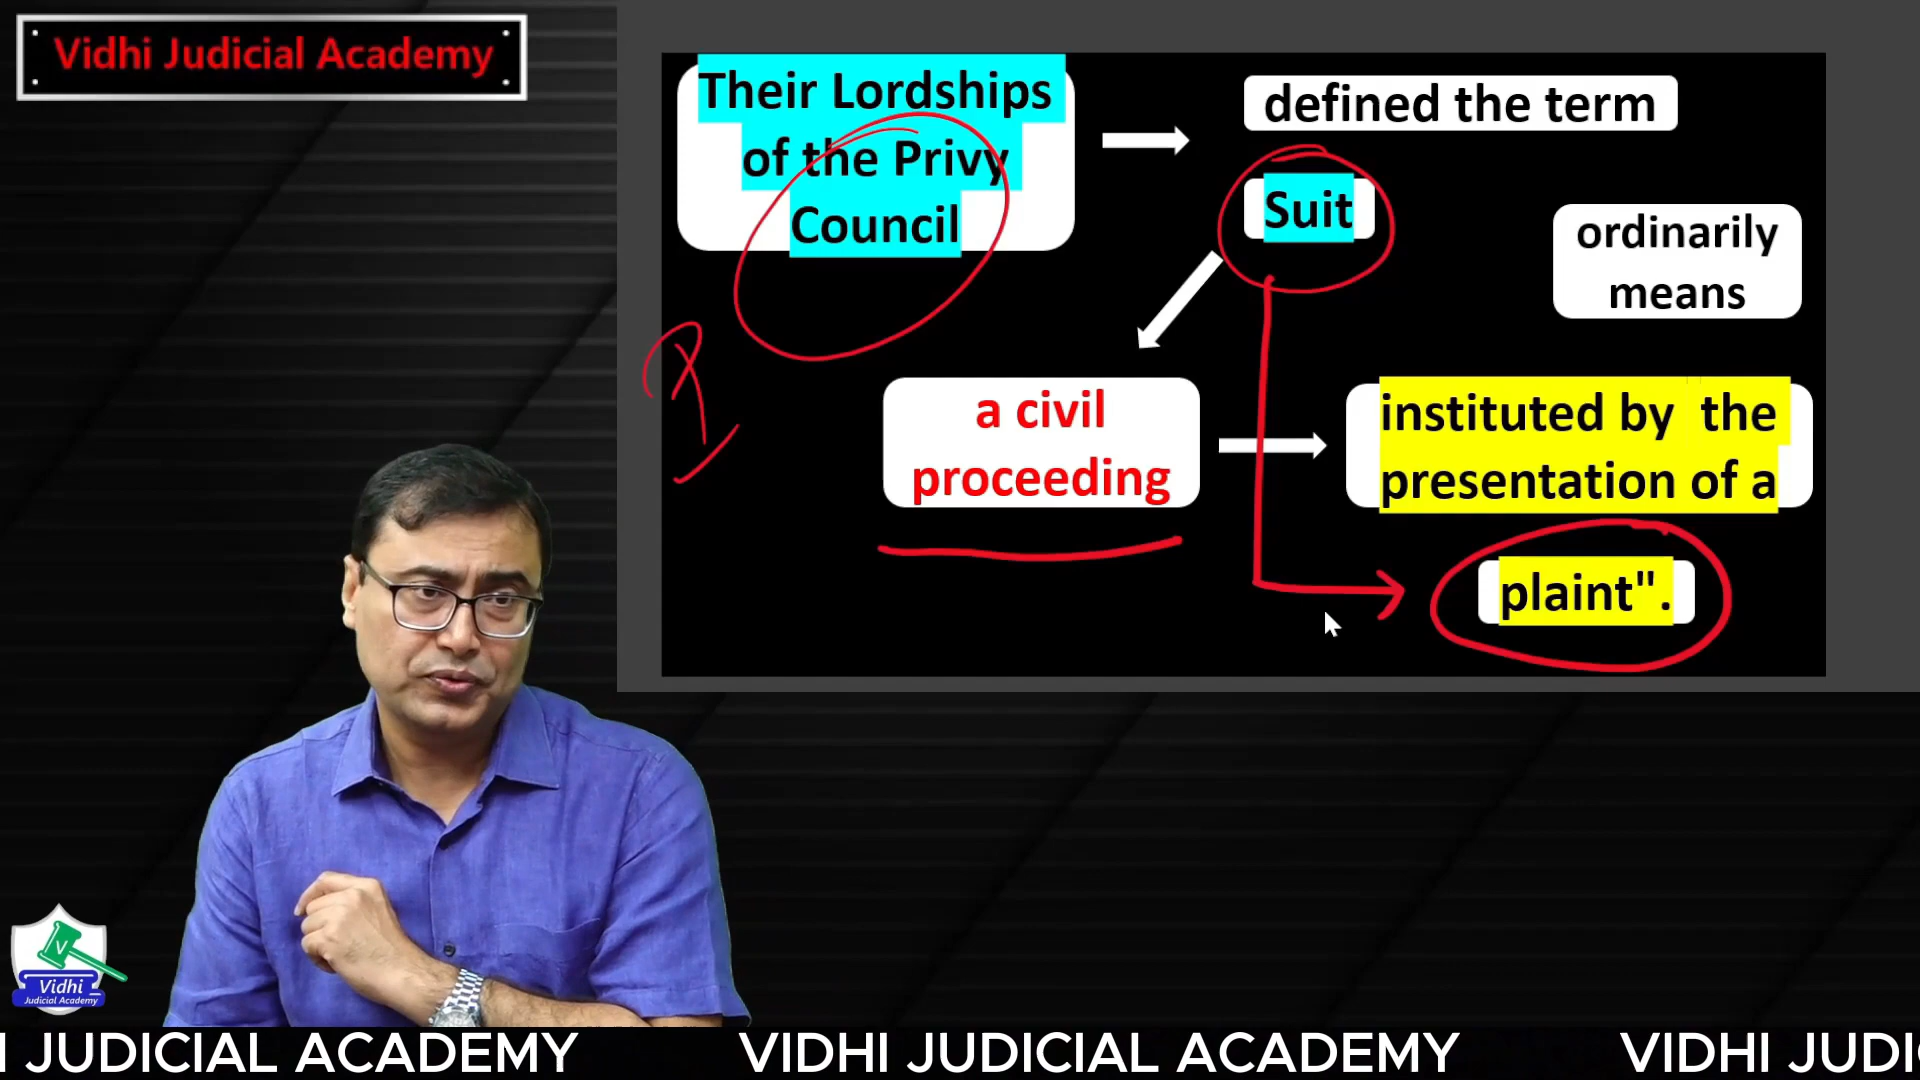 Vidhi Judicial Academy
Their Lordships
of the Privy
Council
defined the term
Suit
ordinarily
means
a civil
proceeding
instituted by the
presentation of a
plaint".
V
Vidhi
Judicial Academy
I JUDICIAL ACADEMY VIDHI JUDICIAL ACADEMY VIDHI JUDI